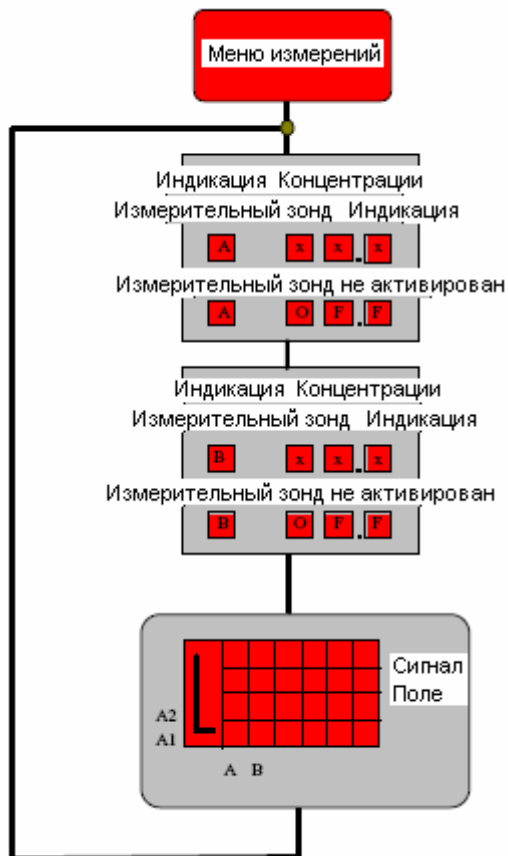 Меню измерений
Индикация Концентрации
Измерительный зонд Индикация
A x x . x
Измерительный зонд не активирован
A O F . F
Индикация Концентрации
Измерительный зонд Индикация
B x x . x
Измерительный зонд не активирован
B O F . F
Сигнал
Поле
A2
A1
A B